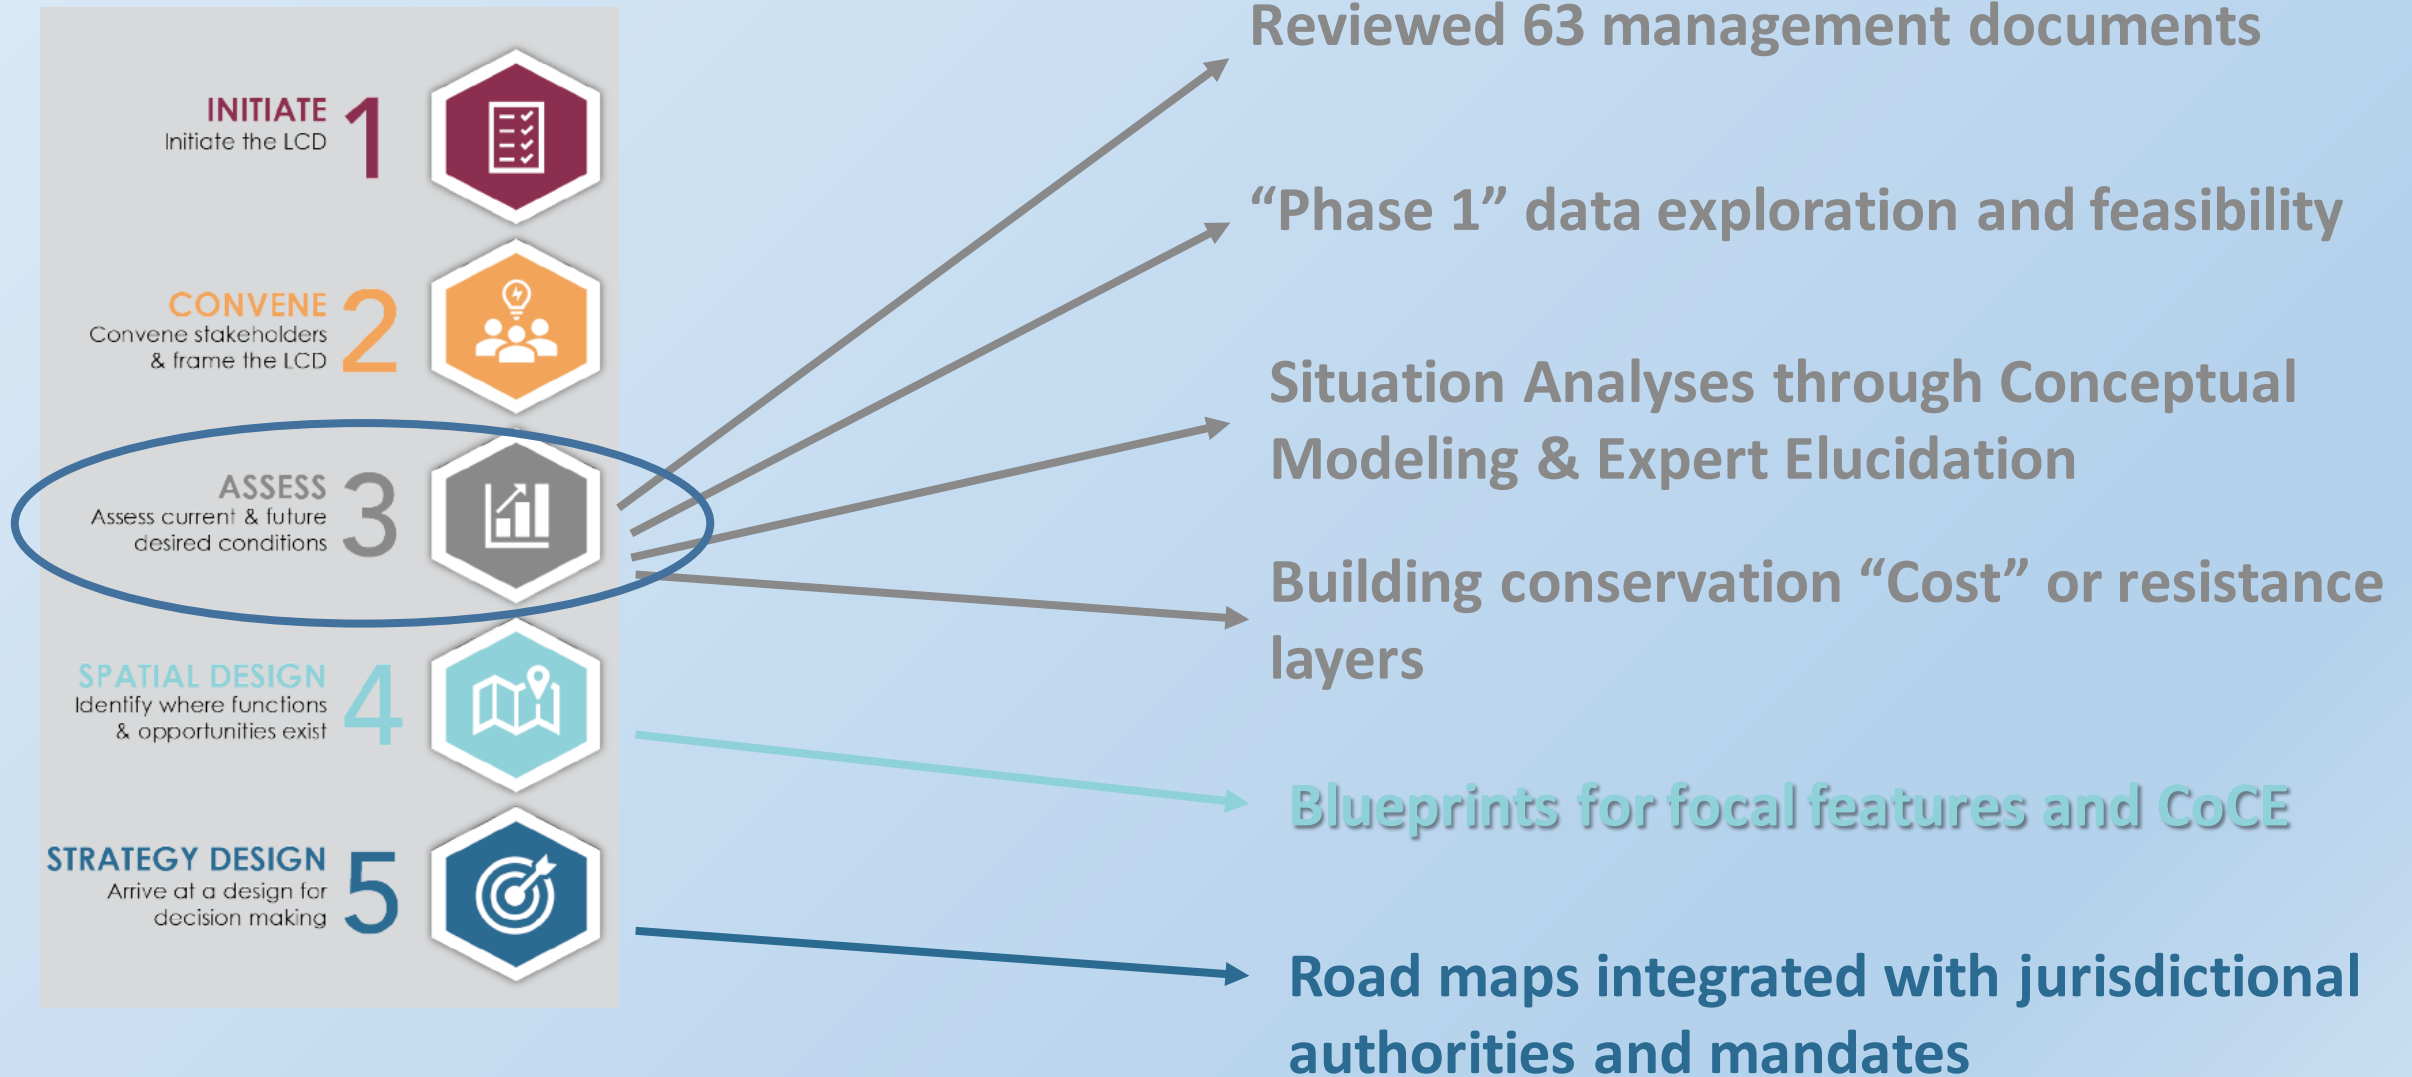 INITIATE
Initiate the LCD
1
CONVENE
Convene stakeholders
& frame the LCD
2
ASSESS
Assess current & future
desired conditions
3
SPATIAL DESIGN
Identify where functions
& opportunities exist
4
STRATEGY DESIGN
Arrive at a design for
decision making
5
Reviewed 63 management documents
“Phase 1” data exploration and feasibility
Situation Analyses through Conceptual
Modeling & Expert Elucidation
Building conservation “Cost” or resistance
layers
Blueprints for focal features and CoCE
Road maps integrated with jurisdictional
authorities and mandates